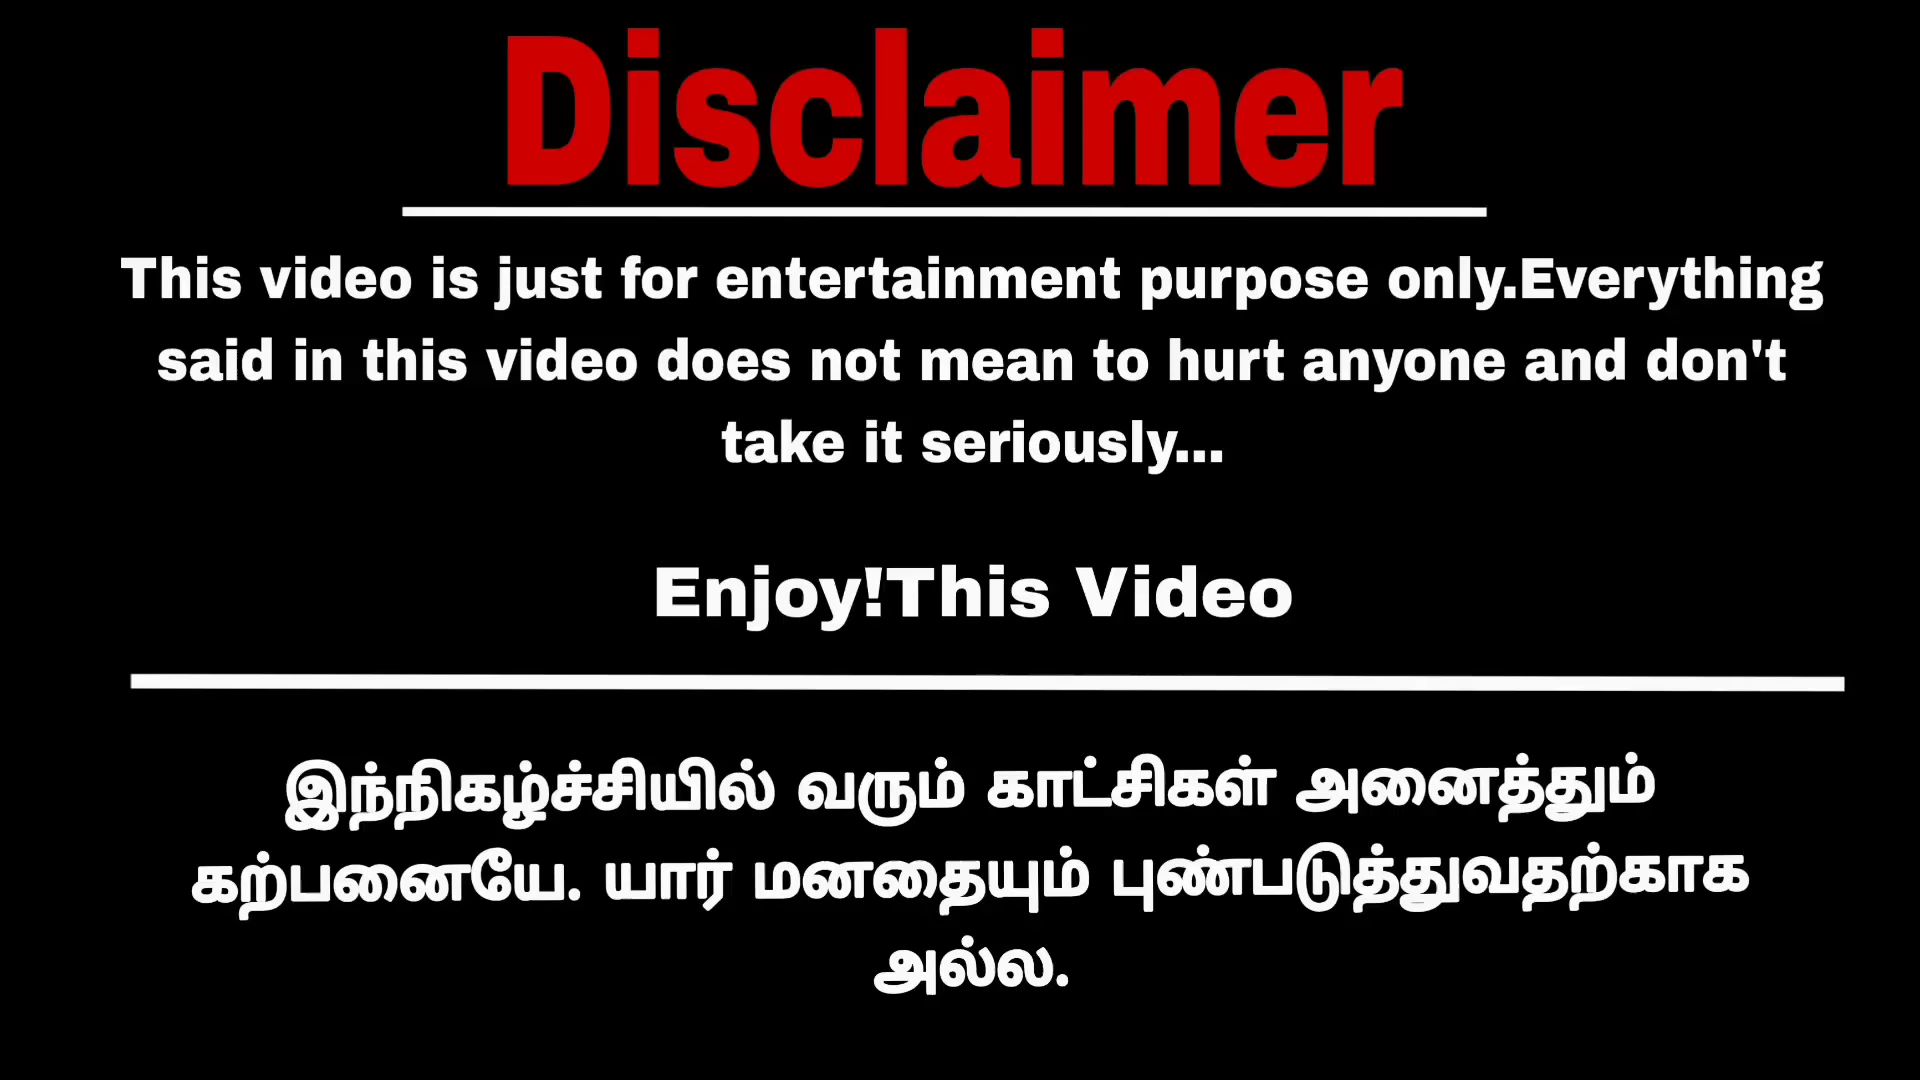 Disclaimer
This video is just for entertainment purpose only.Everything
said in this video does not mean to hurt anyone and don't
take it seriously...
Enjoy!This Video
இந்நிகழ்ச்சியில் வரும் காட்சிகள் அனைத்தும்
கற்பனையே. யார் மனதையும் புண்படுத்துவதற்காக
அல்ல.